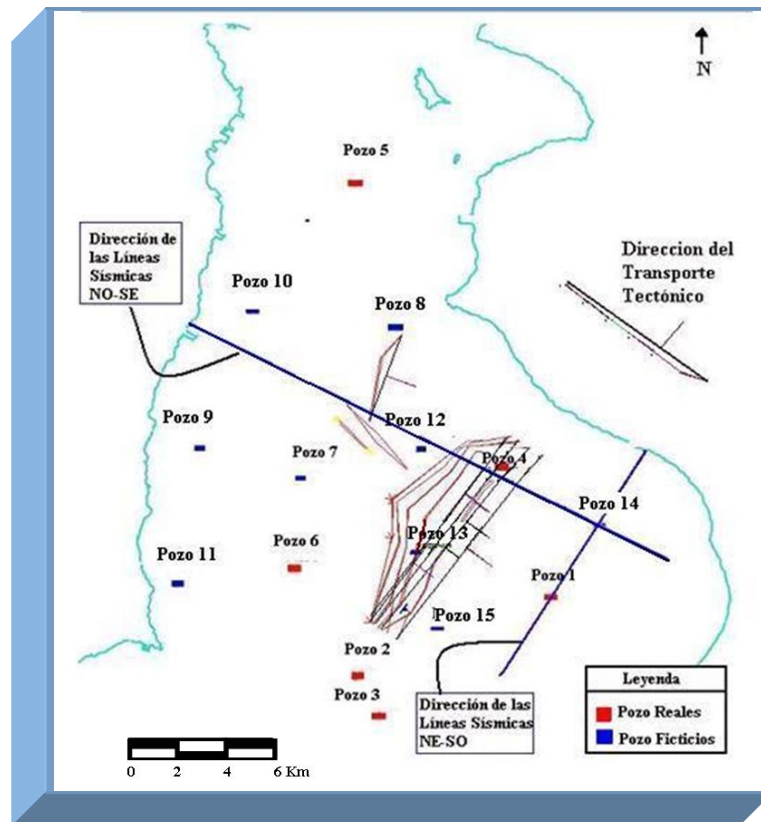 N
Pozo 5
Dirección de
las Líneas
Sísmicas
NO-SE
Direccion del
Transporte
Tectónico
Pozo 10
Pozo 8
Pozo 9
Pozo 12
Pozo 7
Pozo 4
Pozo 14
Pozo 13
Pozo 6
Pozo 11
Pozo 1
Pozo 15
Pozo 2
Pozo 3
Dirección de las
Líneas Sísmicas
NE-SO
Leyenda
Pozo Reales
Pozo Ficticios
0 2 4 6 Km